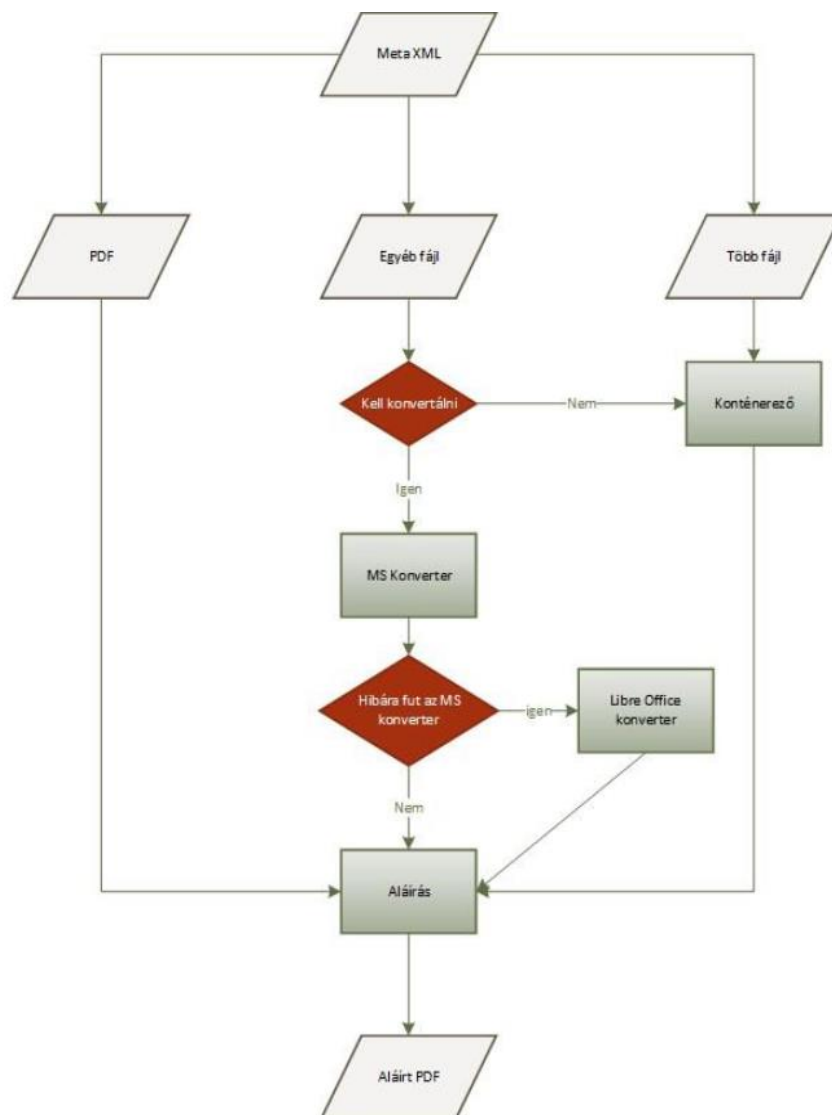 Meta XML
PDF
Egyéb fájl
Több fájl
Kell konvertálni
Nem
Konténerező
Igen
MS Konverter
Hibára fut az MS
konverter
igen
Libre Office
konverter
Nem
Aláírás
Aláírt PDF